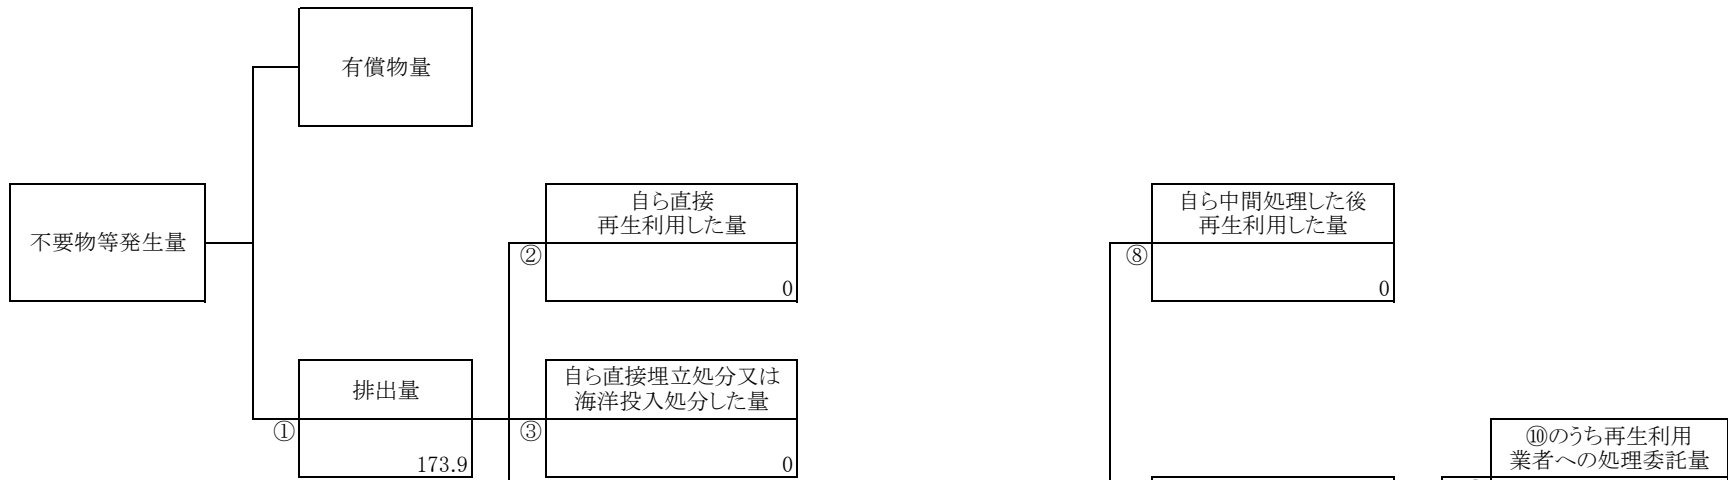 有償物量
不要物等発生量
自ら直接
再生利用した量
②
0
自ら中間処理した後
再生利用した量
⑧
0
排出量
①
173.9
自ら直接埋立処分又は
海洋投入処分した量
③
0
⑩のうち再生利用
業者への処理委託量